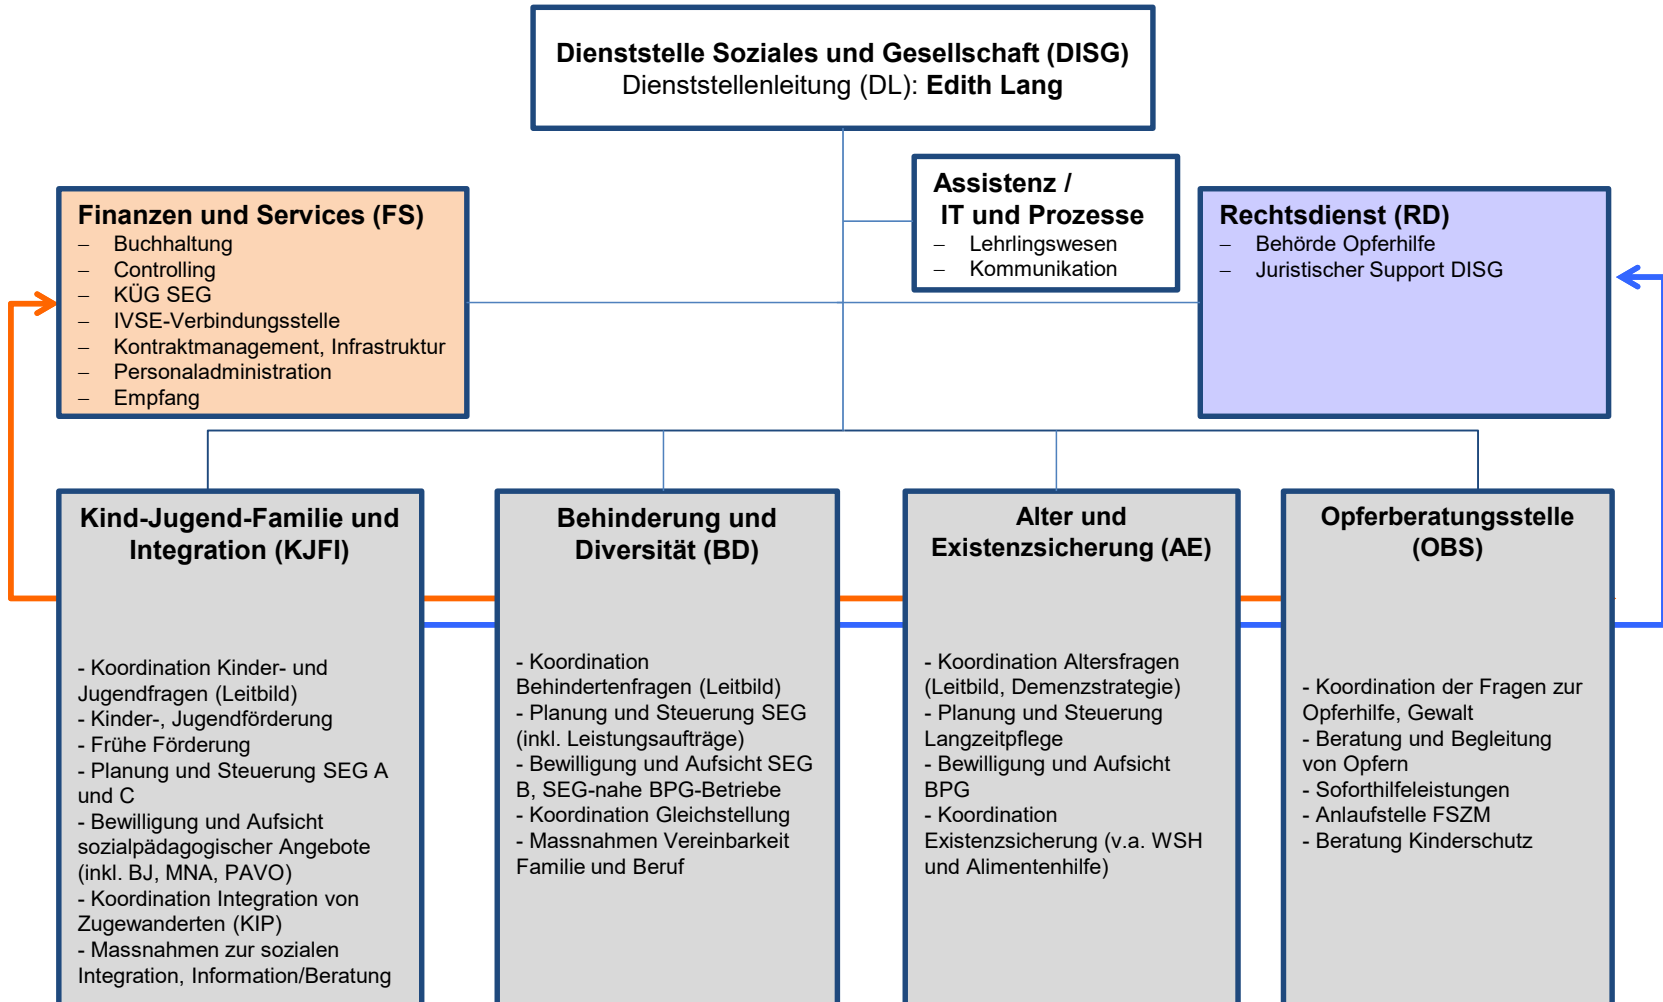 Dienststelle Soziales und Gesellschaft (DISG)
Dienststellenleitung (DL): Edith Lang
Assistenz /
IT und Prozesse
– Lehrlingswesen
– Kommunikation
Finanzen und Services (FS)
– Buchhaltung
– Controlling
– KÜG SEG
– IVSE-Verbindungsstelle
– Kontraktmanagement, Infrastruktur
– Personaladministration
– Empfang
Rechtsdienst (RD)
– Behörde Opferhilfe
– Juristischer Support DISG
Kind-Jugend-Familie und
Integration (KJFI)
- Koordination Kinder- und
Jugendfragen (Leitbild)
- Kinder-, Jugendförderung
- Frühe Förderung
- Planung und Steuerung SEG A
und C
- Bewilligung und Aufsicht
sozialpädagogischer Angebote
(inkl. BJ, MNA, PAVO)
- Koordination Integration von
Zugewanderten (KIP)
- Massnahmen zur sozialen
Integration, Information/Beratung
Behinderung und
Diversität (BD)
- Koordination
Behindertenfragen (Leitbild)
- Planung und Steuerung SEG
(inkl. Leistungsaufträge)
- Bewilligung und Aufsicht SEG
B, SEG-nahe BPG-Betriebe
- Koordination Gleichstellung
- Massnahmen Vereinbarkeit
Familie und Beruf
Alter und
Existenzsicherung (AE)
- Koordination Altersfragen
(Leitbild, Demenzstrategie)
- Planung und Steuerung
Langzeitpflege
- Bewilligung und Aufsicht
BPG
- Koordination
Existenzsicherung (v.a. WSH
und Alimentenhilfe)
Opferberatungsstelle
(OBS)
- Koordination der Fragen zur
Opferhilfe, Gewalt
- Beratung und Begleitung
von Opfern
- Soforthilfeleistungen
- Anlaufstelle FSZM
- Beratung Kinderschutz